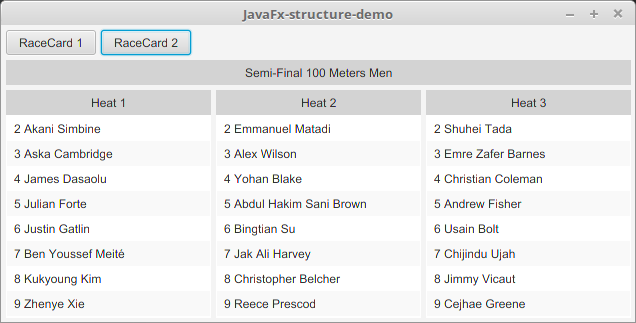 JavaFx-structure-demo
RaceCard 1 RaceCard 2
Semi-Final 100 Meters Men
Heat 1 Heat 2 Heat 3
2 Akani Simbine 2 Emmanuel Matadi 2 Shuhei Tada
3 Aska Cambridge 3 Alex Wilson 3 Emre Zafer Barnes
4 James Dasaolu 4 Yohan Blake 4 Christian Coleman
5 Julian Forte 5 Abdul Hakim Sani Brown 5 Andrew Fisher
6 Justin Gatlin 6 Bingtian Su 6 Usain Bolt
7 Ben Youssef Meité 7 Jak Ali Harvey 7 Chijindu Ujah
8 Kukyoung Kim 8 Christopher Belcher 8 Jimmy Vicaut
9 Zhenye Xie 9 Reece Prescod 9 Cejhae Greene